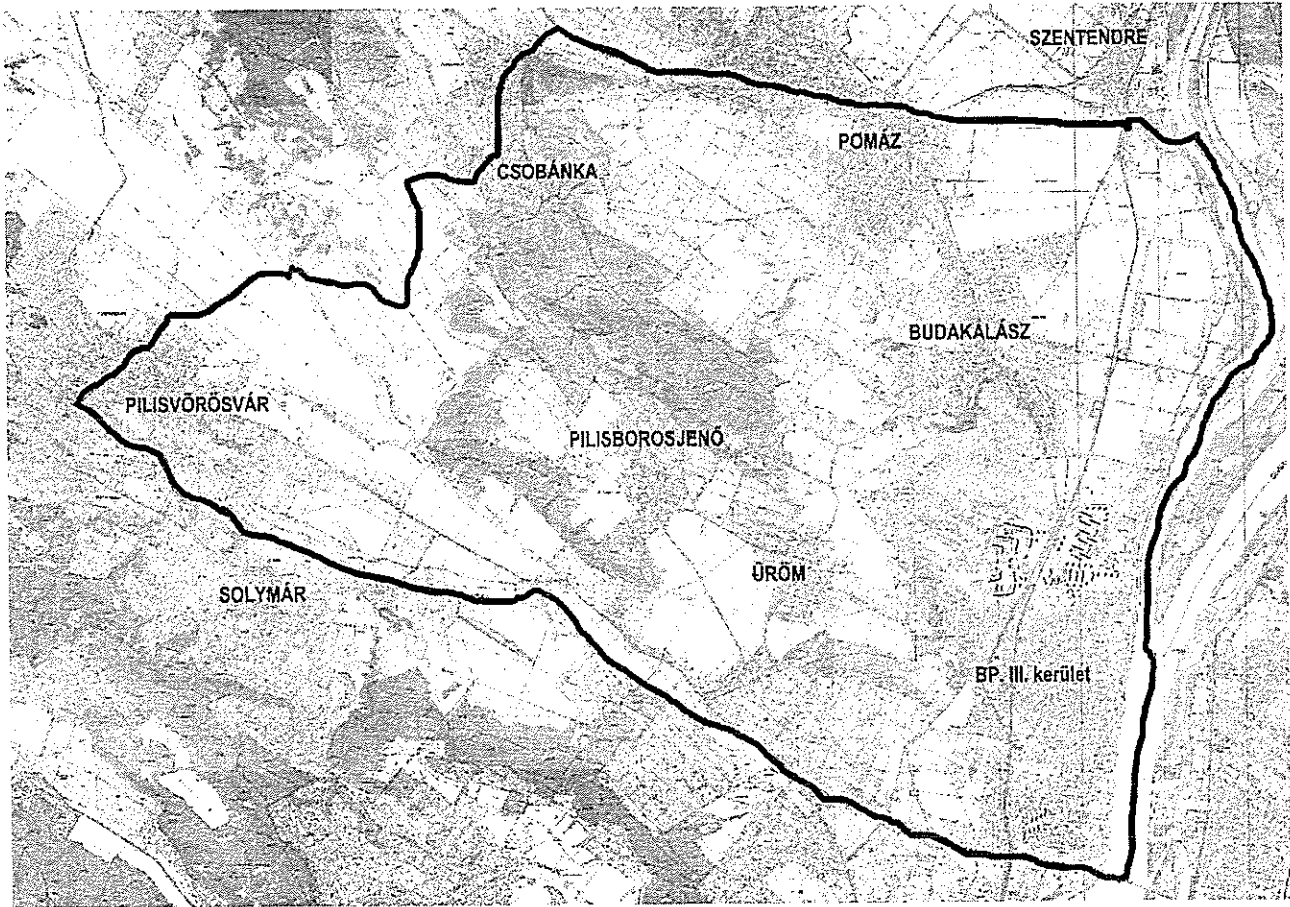 SZENTENDRE
POMÁZ
CSOBÁNKA
BUDAKALÁSZ
PILISVÖRÖSVÁR
PILISBOROSJENŐ
ÜRÖM
SOLYMÁR
BP. III. kerület